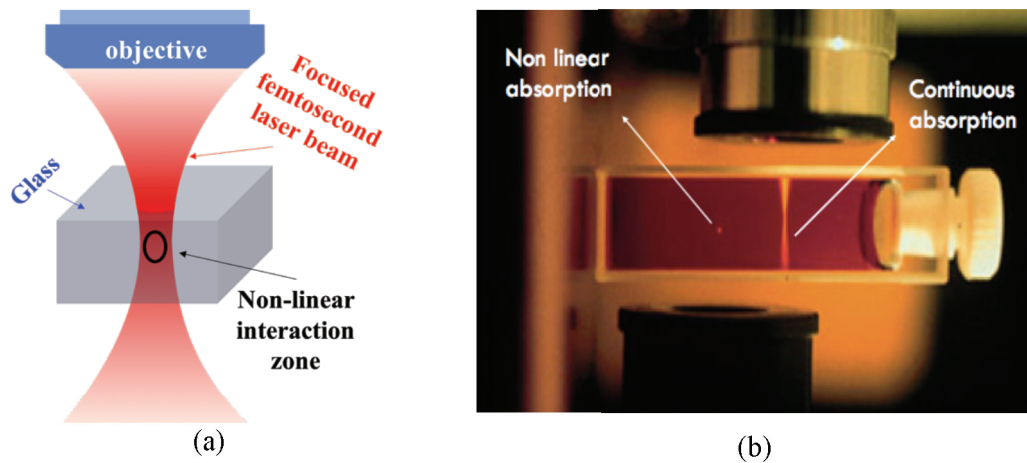 objective
Focused
femtosecond
laser beam
Glass
Non-linear
interaction
zone
(a)
Non linear
absorption
Continuous
absorption
(b)